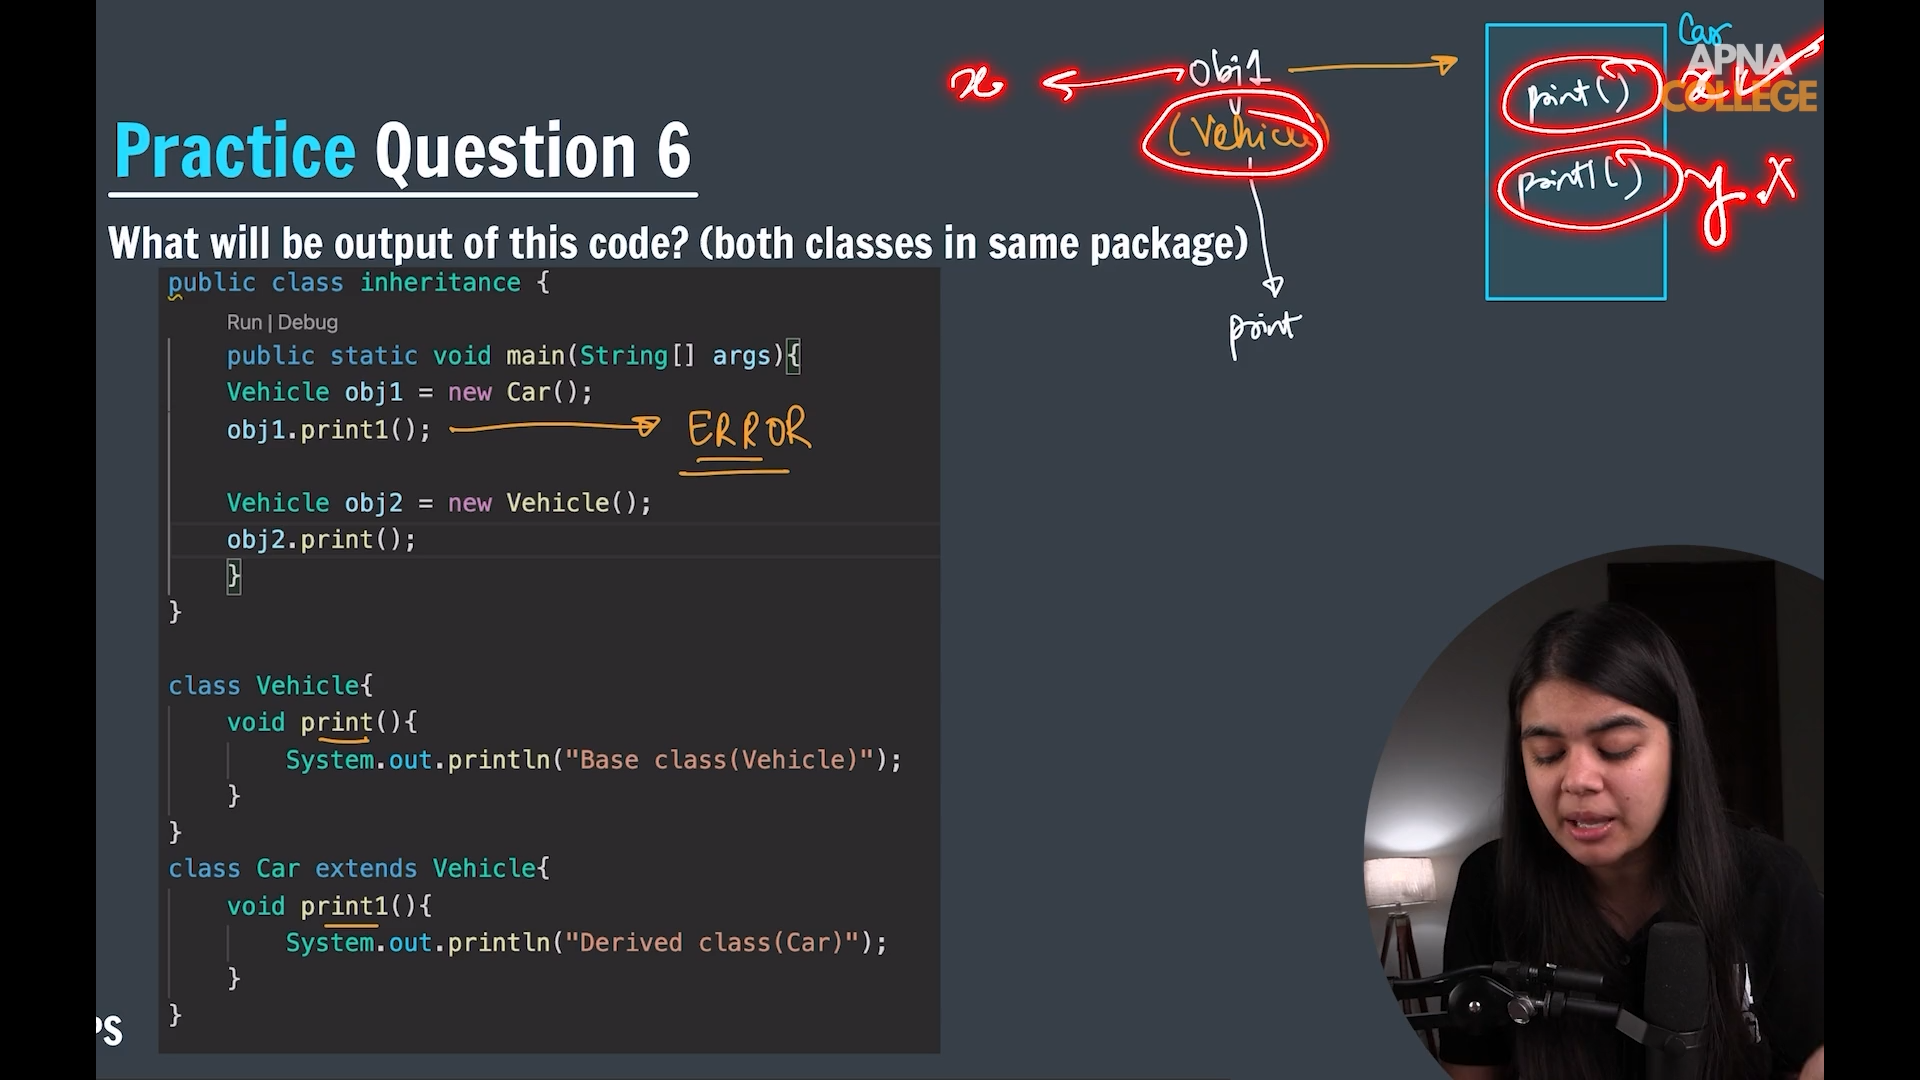 Car
APNA
COLLEGE
x
obj1
(Vehicle)
print()
x
print1()
y
X
print
Practice Question 6
What will be output of this code? (both classes in same package)
public class inheritance {
Run | Debug
public static void main(String[] args){
Vehicle obj1 = new Car();
obj1.print1();
ERROR
Vehicle obj2 = new Vehicle();
obj2.print();
}
}
class Vehicle{
void print(){
System.out.println("Base class(Vehicle)");
}
}
class Car extends Vehicle{
void print1(){
System.out.println("Derived class(Car)");
}
}
PS